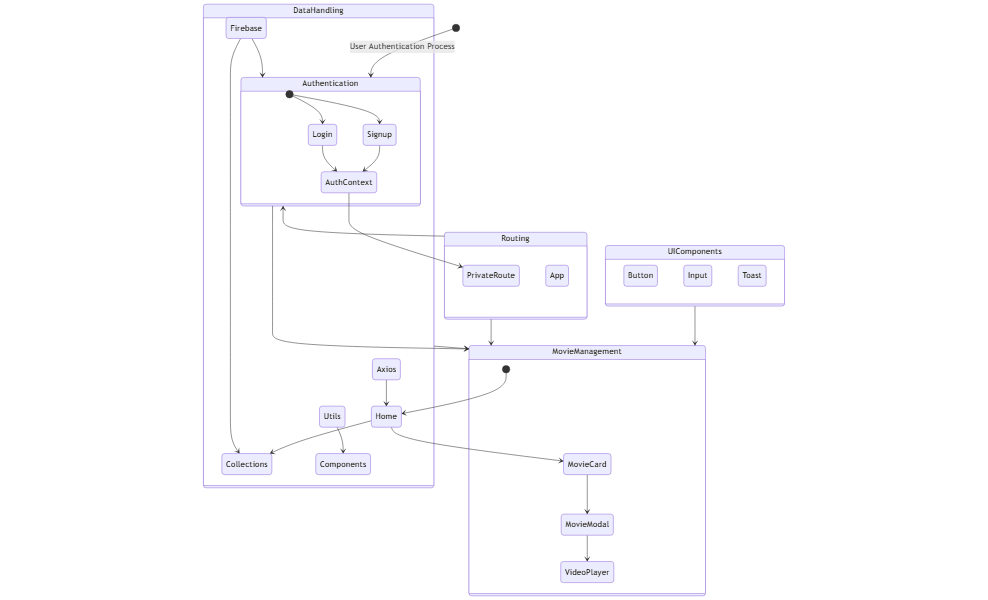 DataHandling
Firebase
User Authentication Process
Authentication
Login
Signup
AuthContext
Routing
PrivateRoute
App
UIComponents
Button
Input
Toast
MovieManagement
Axios
Utils
Home
Collections
Components
MovieCard
MovieModal
VideoPlayer